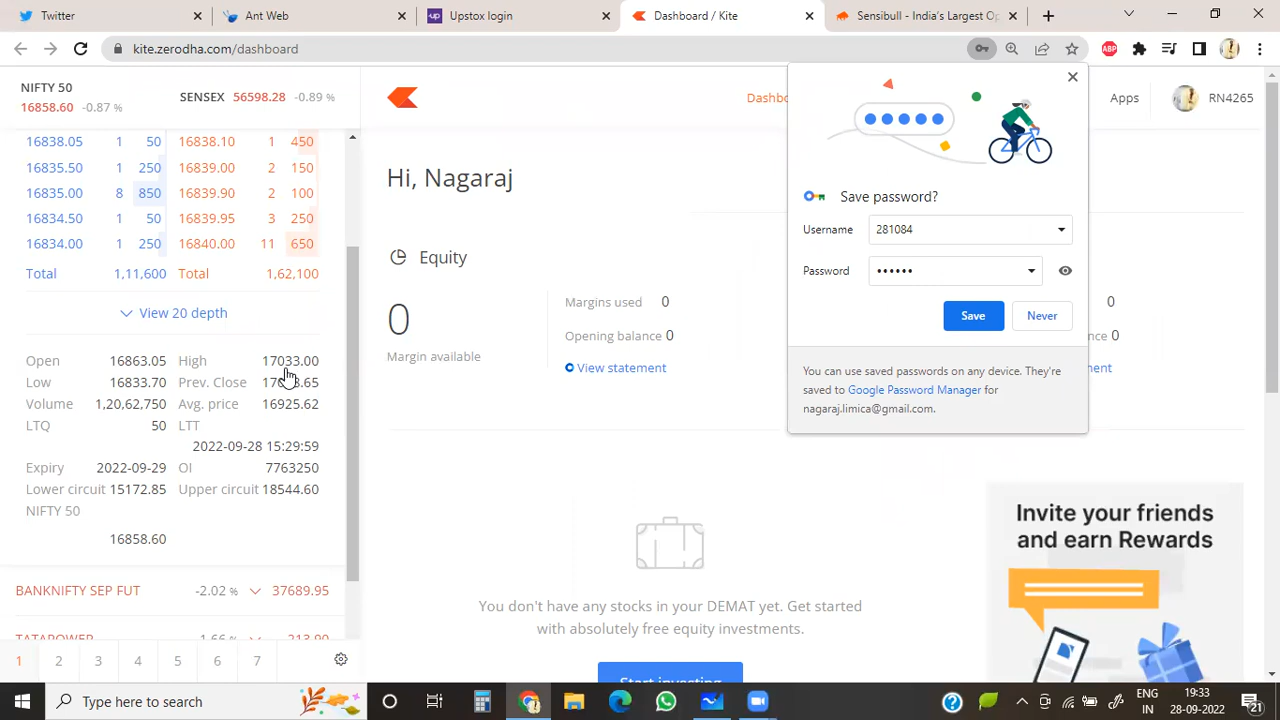 Twitter
Ant Web
Upstox login
Dashboard / Kite
Sensibull - India's Largest Op
kite.zerodha.com/dashboard
ABP
NIFTY 50
16858.60 -0.87 %
SENSEX 56598.28 -0.89 %
Dashbo
Apps
RN4265
16838.05 1 50 16838.10 1 450
16835.50 1 250 16839.00 2 150
16835.00 8 850 16839.90 2 100
16834.50 1 50 16839.95 3 250
16834.00 1 250 16840.00 11 650
Total 1,11,600 Total 1,62,100
View 20 depth
Open 16863.05 High 17033.00
Low 16833.70 Prev. Close
Volume 1,20,62,750 Avg. price 16925.62
LTQ 50 LTT
2022-09-28 15:29:59
Expiry 2022-09-29 OI 7763250
Lower circuit 15172.85 Upper circuit 18544.60
NIFTY 50
16858.60
BANKNIFTY SEP FUT -2.02 % 37689.95
TATAPOWER -1.66 % 213.90
1 2 3 4 5 6 7
Hi, Nagaraj
Equity
0
Margin available
Margins used 0
Opening balance 0
View statement
0
nce 0
ment
You don't have any stocks in your DEMAT yet. Get started
with absolutely free equity investments.
Start investing
Save password?
Username 281084
Password ••••••
Save Never
You can use saved passwords on any device. They're
saved to Google Password Manager for
nagaraj.limica@gmail.com.
Invite your friends
and earn Rewards
Type here to search
ENG
IN
19:33
28-09-2022
21